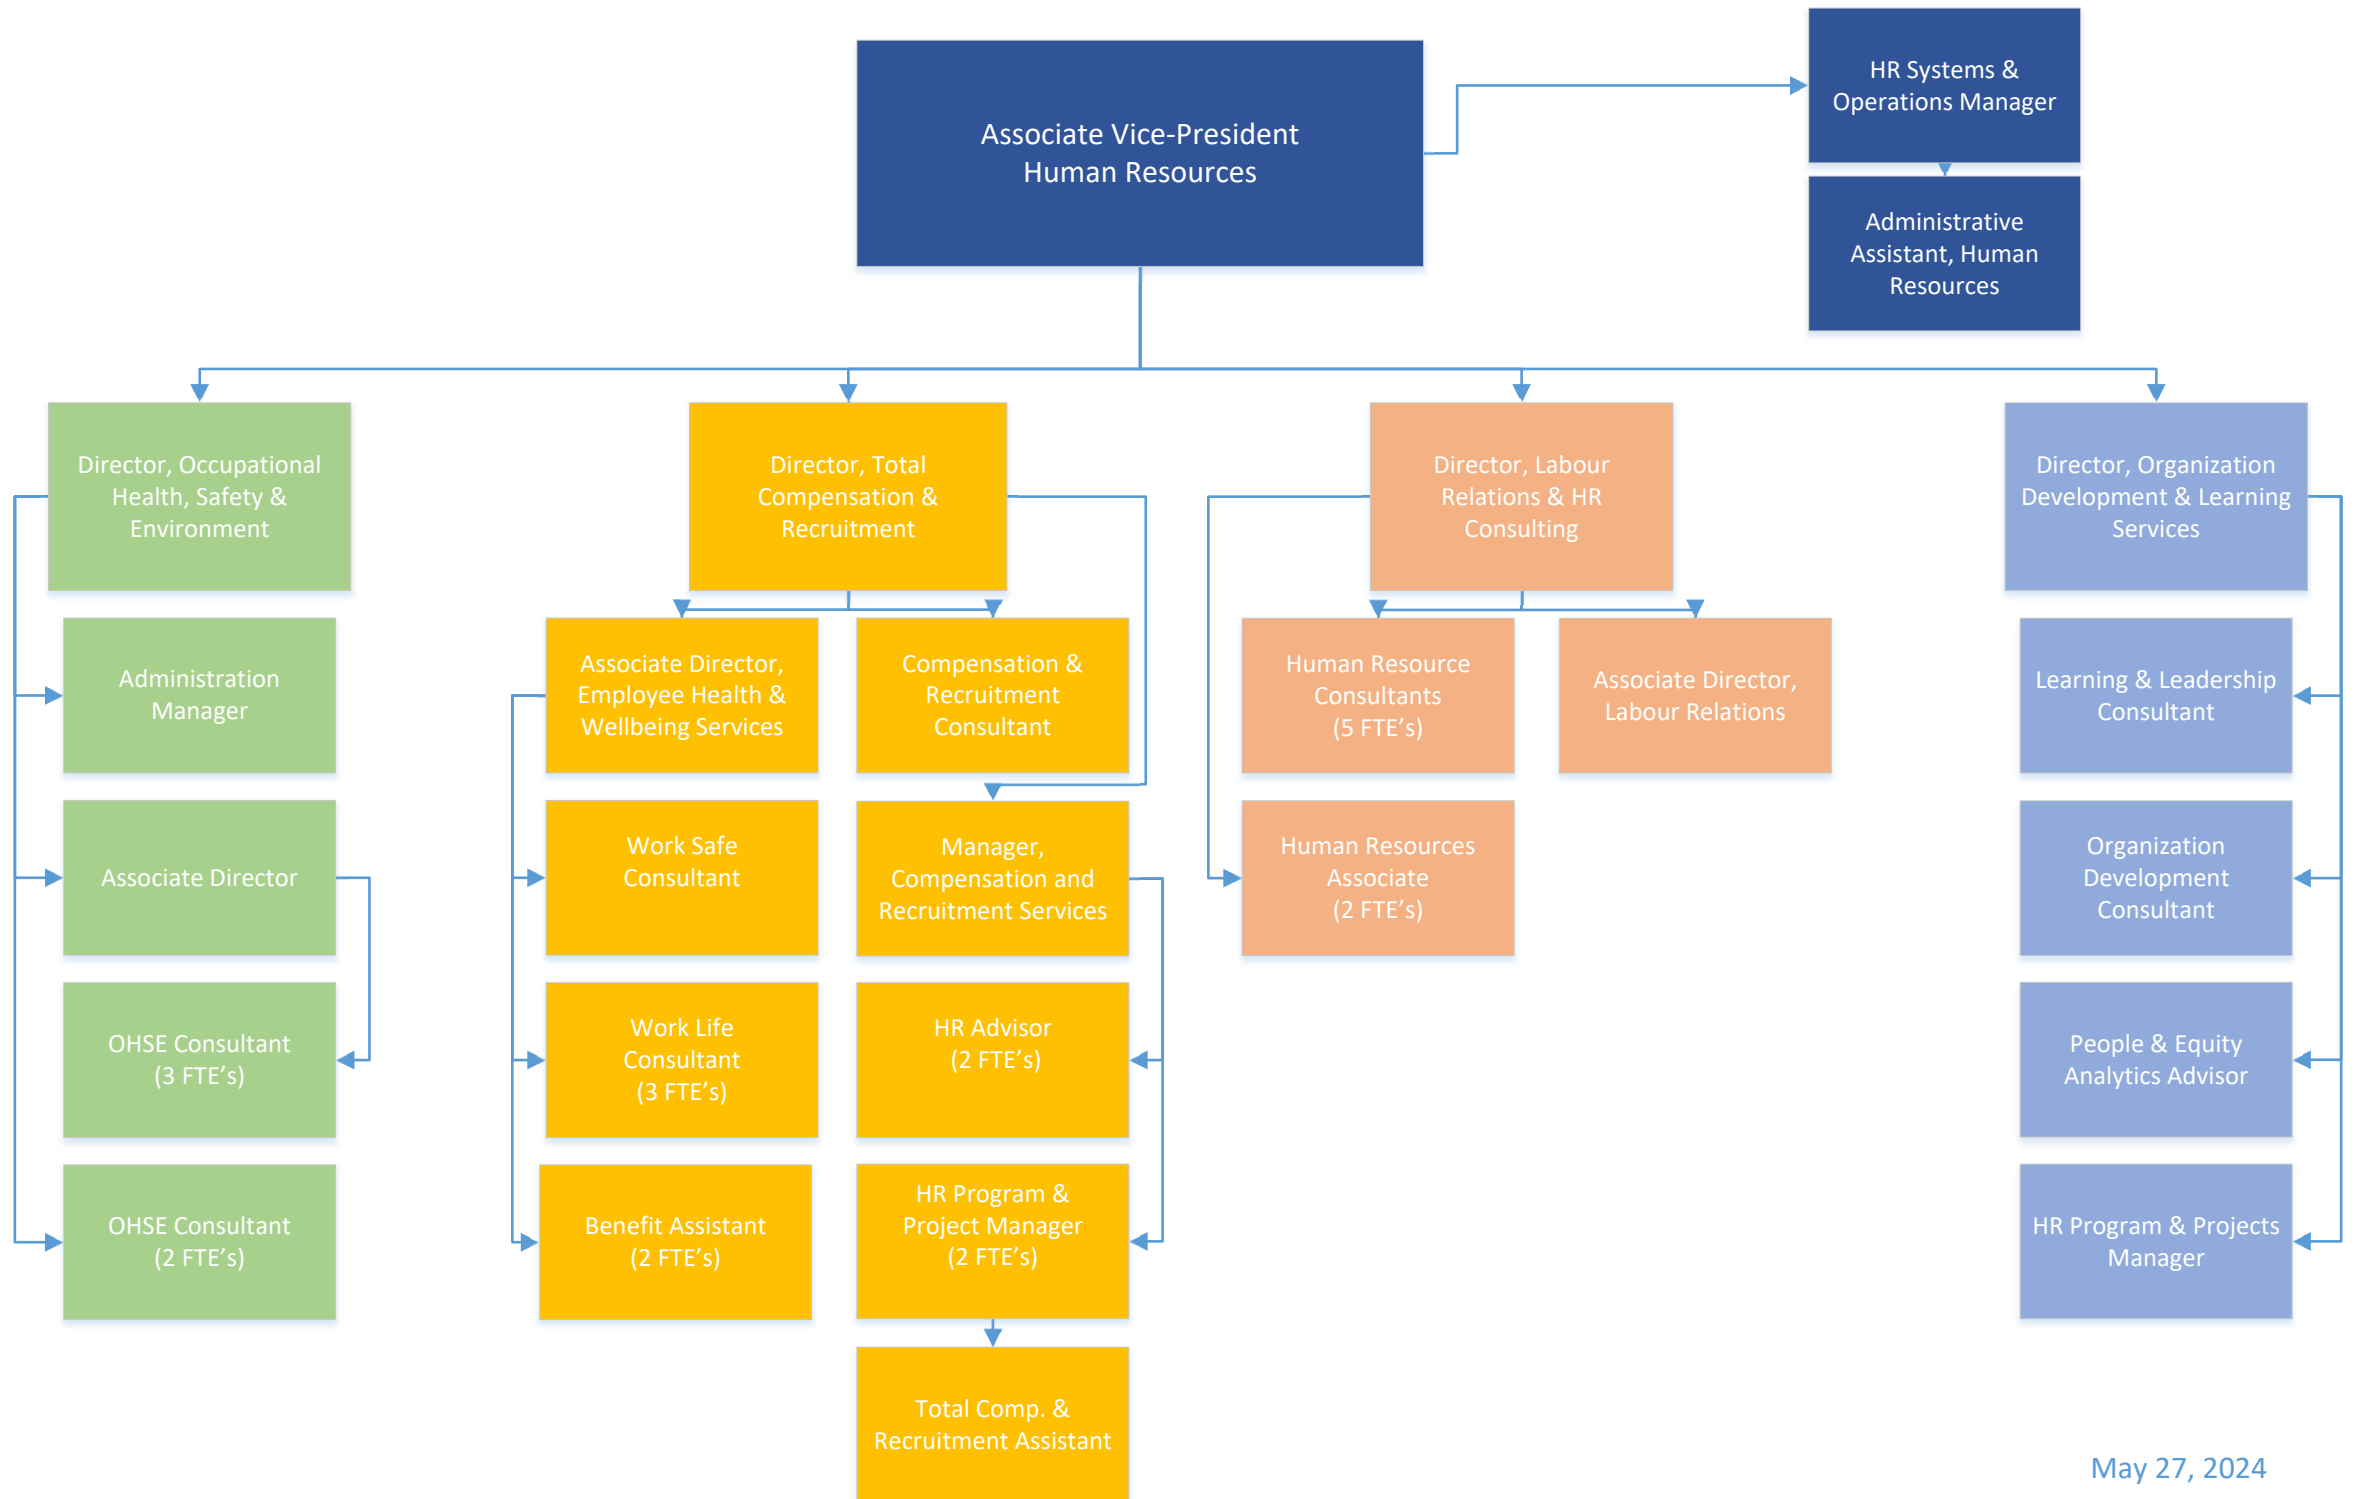 Associate Vice-President
Human Resources
HR Systems &
Operations Manager
Administrative
Assistant, Human
Resources
Director, Occupational
Health, Safety &
Environment
Administration
Manager
Associate Director
OHSE Consultant
(3 FTE’s)
OHSE Consultant
(2 FTE’s)
Director, Total
Compensation &
Recruitment
Associate Director,
Employee Health &
Wellbeing Services
Work Safe
Consultant
Work Life
Consultant
(3 FTE’s)
Benefit Assistant
(2 FTE’s)
Compensation &
Recruitment
Consultant
Manager,
Compensation and
Recruitment Services
HR Advisor
(2 FTE’s)
HR Program &
Project Manager
(2 FTE’s)
Total Comp. &
Recruitment Assistant
Director, Labour
Relations & HR
Consulting
Human Resource
Consultants
(5 FTE’s)
Associate Director,
Labour Relations
Human Resources
Associate
(2 FTE’s)
Director, Organization
Development & Learning
Services
Learning & Leadership
Consultant
Organization
Development
Consultant
People & Equity
Analytics Advisor
HR Program & Projects
Manager
May 27, 2024